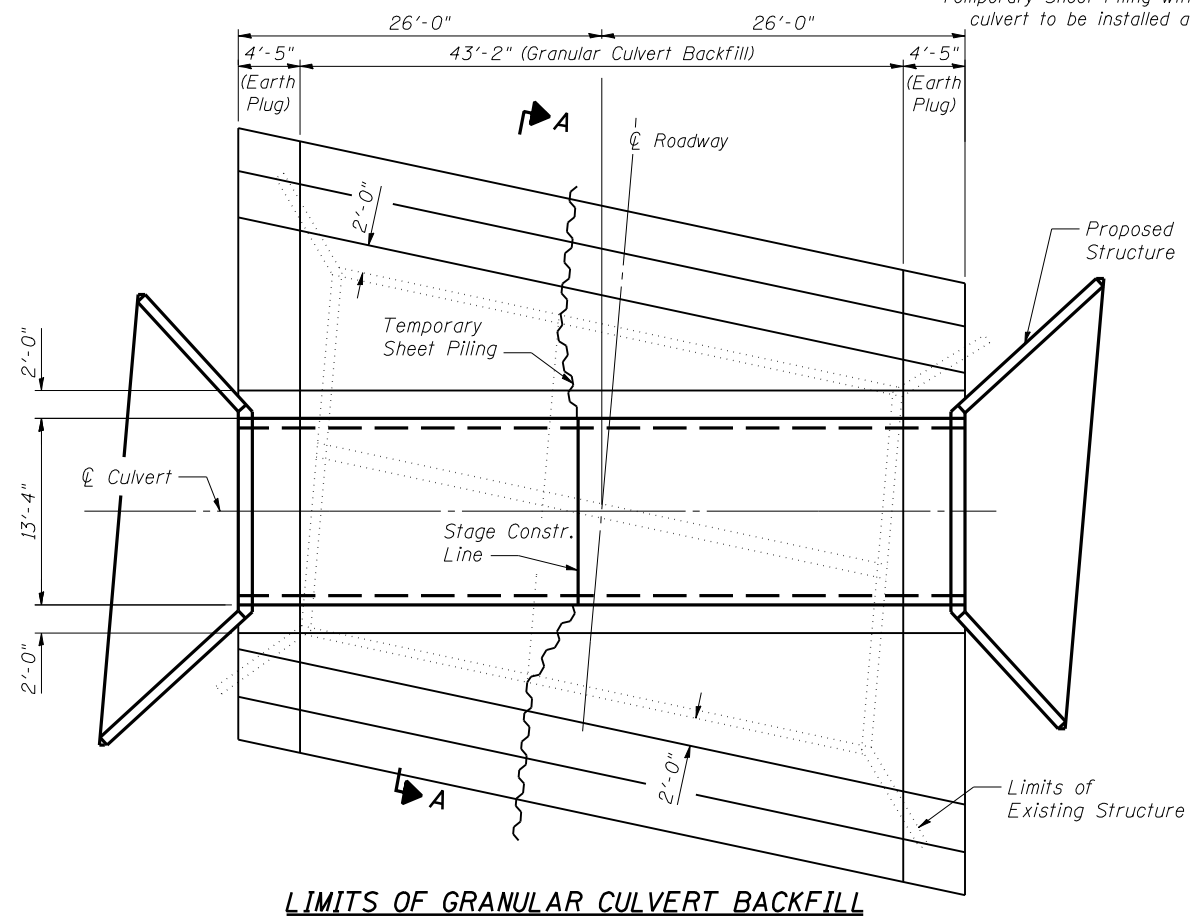 Temporary Sheet Piling
culvert to be installed a
26'-0"
26'-0"
4'-5"
43'-2" (Granular Culvert Backfill)
4'-5"
(Earth
Plug)
(Earth
Plug)
A
℄ Roadway
2'-0"
Proposed
Structure
Temporary
Sheet Piling
2'-0"
℄ Culvert
13'-4"
Stage Constr.
Line
2'-0"
2'-0"
A
Limits of
Existing Structure
LIMITS OF GRANULAR CULVERT BACKFILL